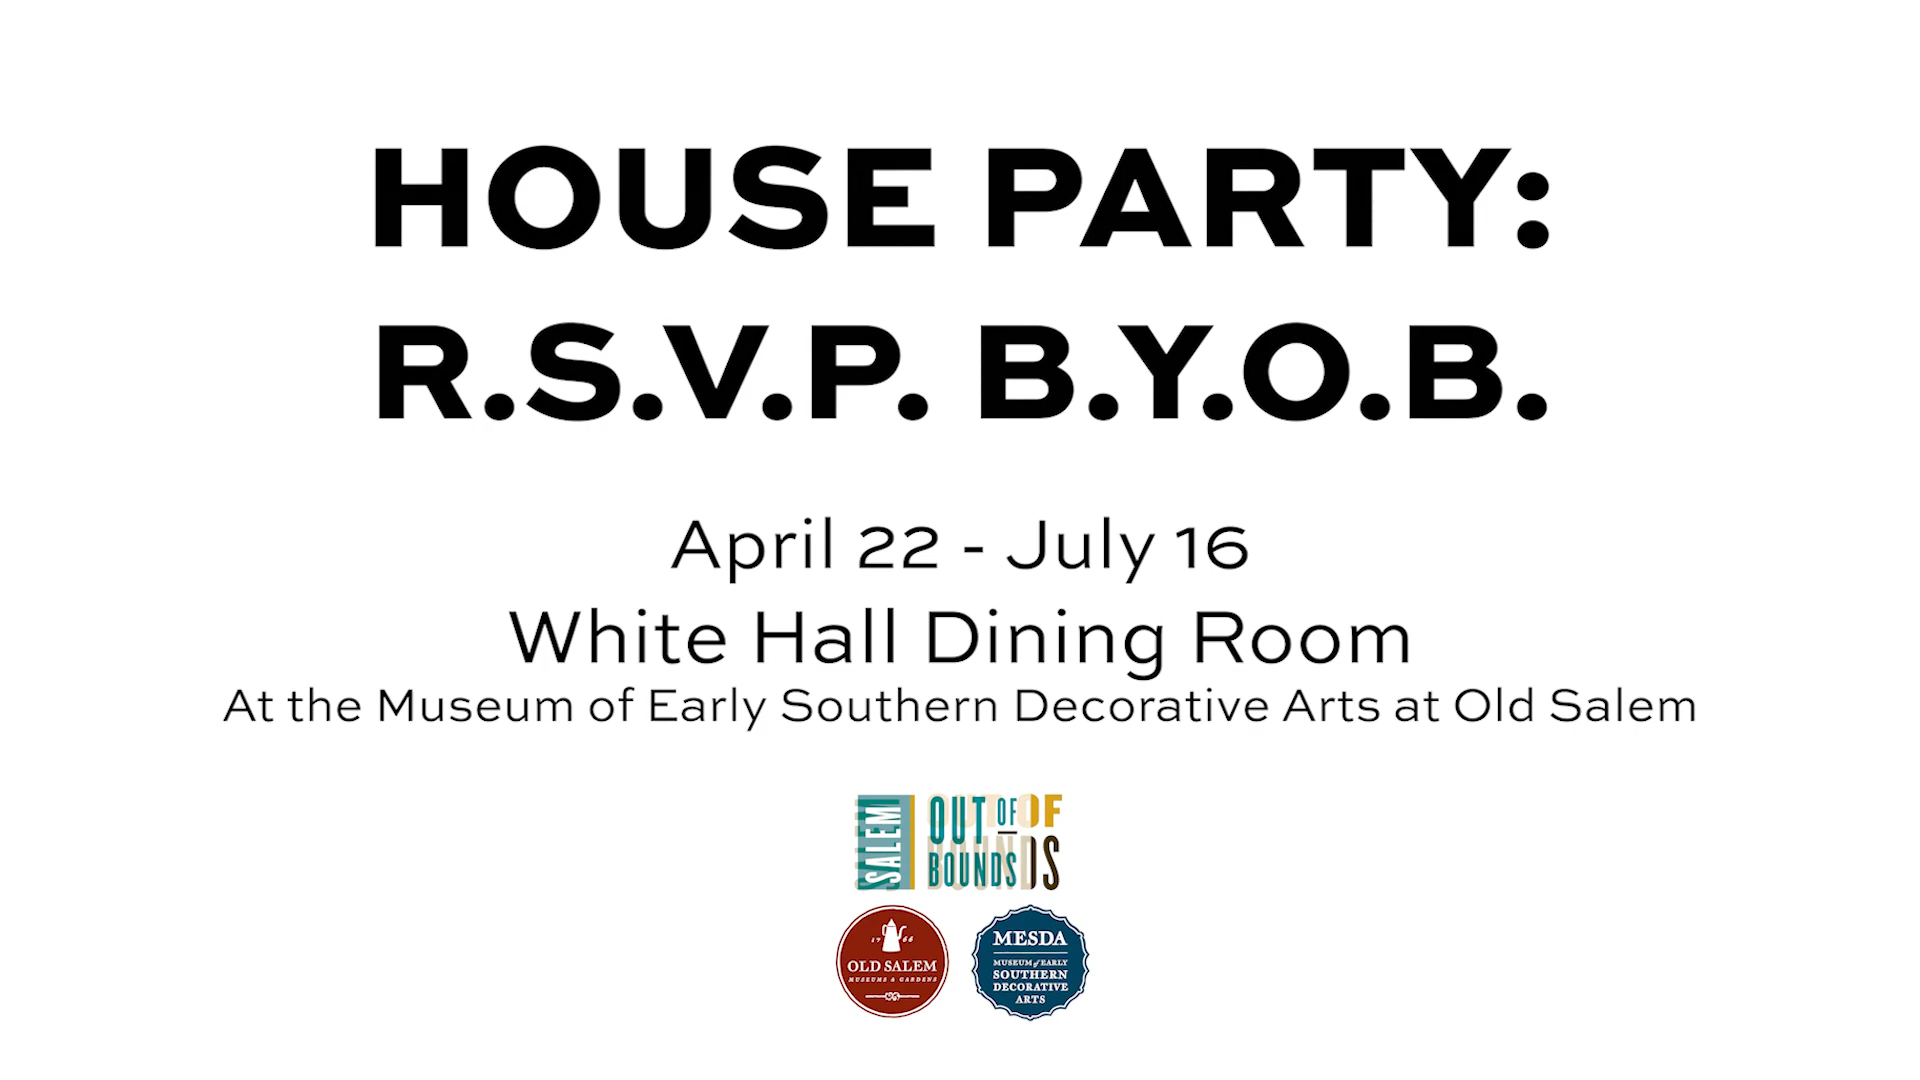 HOUSE PARTY:
R.S.V.P. B.Y.O.B.
April 22 - July 16
White Hall Dining Room
At the Museum of Early Southern Decorative Arts at Old Salem
SALEM
OUT OF
BOUNDS
1766
OLD SALEM
MUSEUMS & GARDENS
MESDA
MUSEUM of EARLY
SOUTHERN
DECORATIVE
ARTS